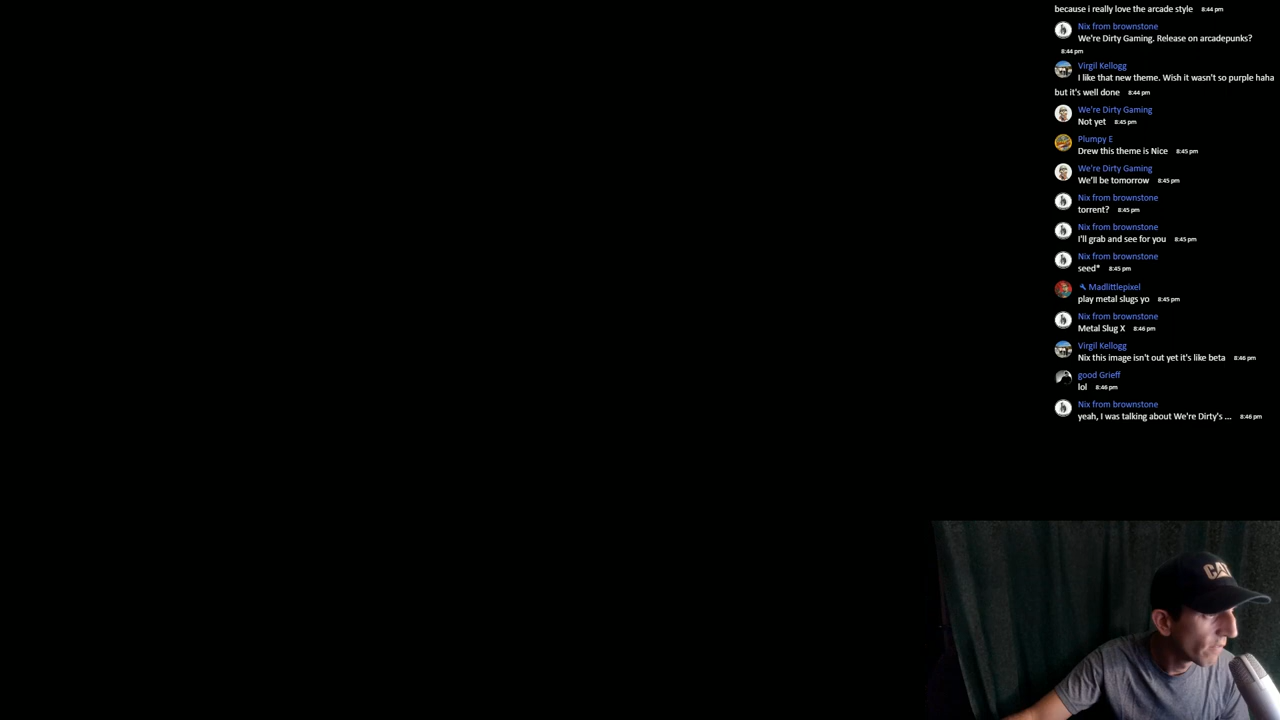 because i really love the arcade style 8:44 pm
Nix from brownstone
We're Dirty Gaming. Release on arcadepunks?
8:44 pm
Virgil Kellogg
I like that new theme. Wish it wasn't so purple haha
but it's well done 8:44 pm
We're Dirty Gaming
Not yet 8:45 pm
Plumpy E
Drew this theme is Nice 8:45 pm
We're Dirty Gaming
We'll be tomorrow 8:45 pm
Nix from brownstone
torrent? 8:45 pm
Nix from brownstone
I'll grab and see for you 8:45 pm
Nix from brownstone
seed* 8:45 pm
Madlittlepixel
play metal slugs yo 8:45 pm
Nix from brownstone
Metal Slug X 8:46 pm
Virgil Kellogg
Nix this image isn't out yet it's like beta 8:46 pm
good Grieff
lol 8:46 pm
Nix from brownstone
yeah, I was talking about We're Dirty's ... 8:46 pm
CAT